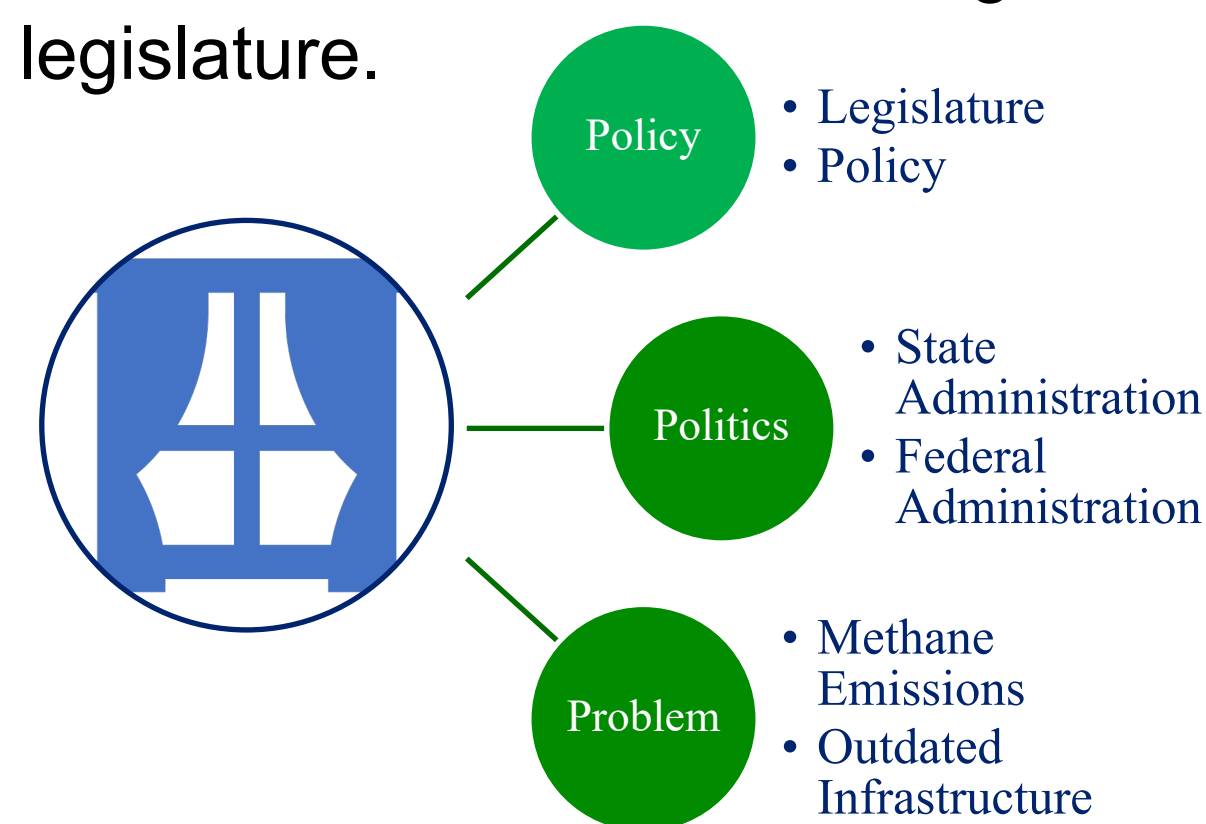 legislature.
Policy
• Legislature
• Policy
Politics
• State
Administration
• Federal
Administration
Problem
• Methane
Emissions
• Outdated
Infrastructure